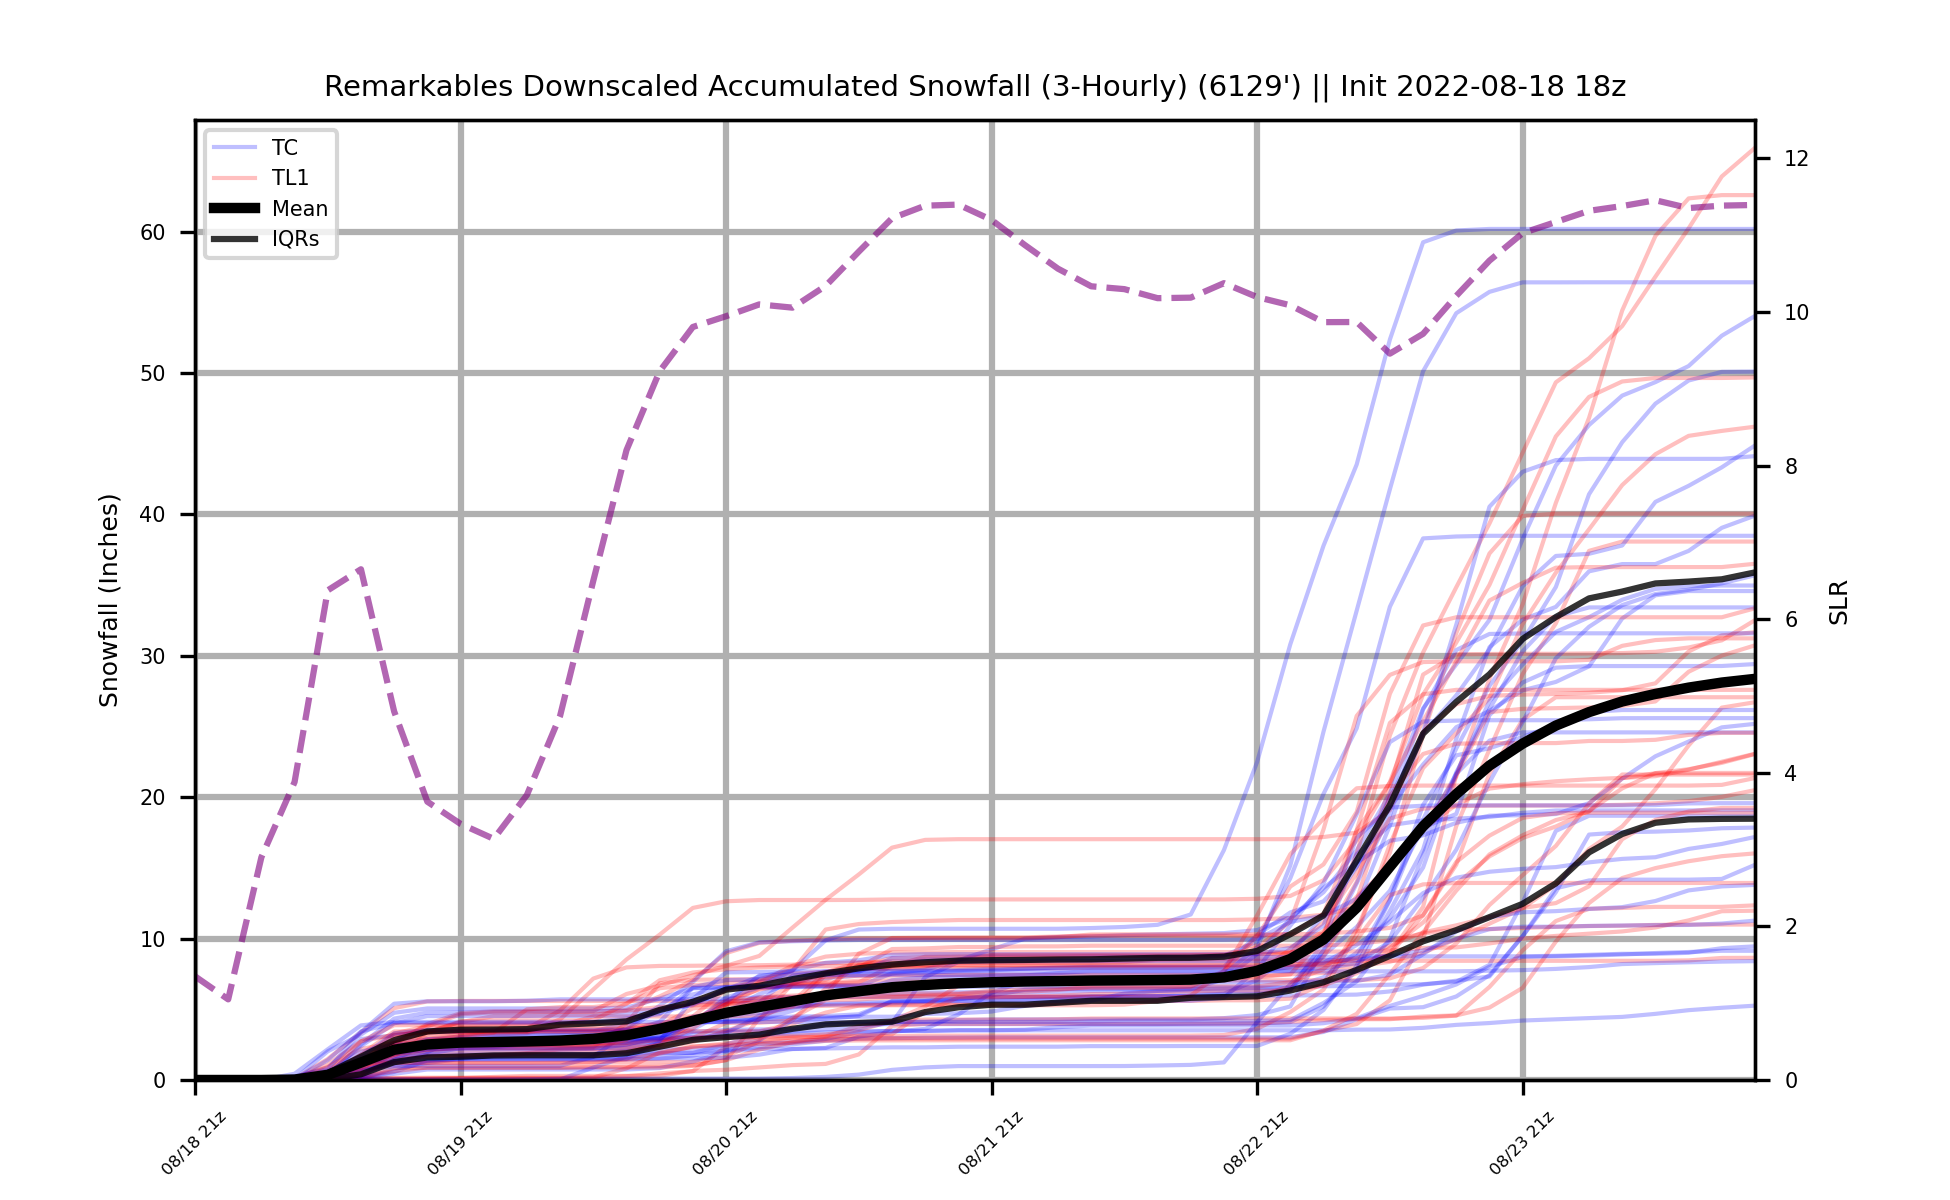 Remarkables Downscaled Accumulated Snowfall (3-Hourly) (6129') || Init 2022-08-18 18z
TC
TL1
Mean
IQRs
Snowfall (Inches)
60
50
40
30
20
10
0
SLR
12
10
8
6
4
2
0
08/18 21z
08/19 21z
08/20 21z
08/21 21z
08/22 21z
08/23 21z